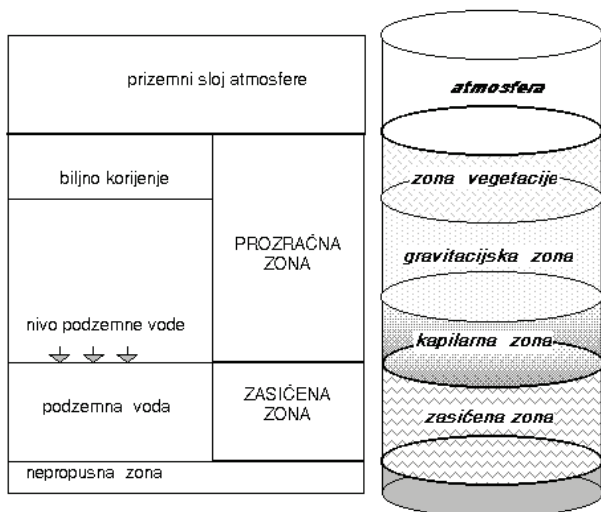 prizemni sloj atmosfere
biljno korijenje
PROZRAČNA
ZONA
nivo podzemne vode
podzemna voda
ZASIĆENA
ZONA
nepropusna zona
atmosfera
zona vegetacije
gravitacijska zona
kapilarna zona
zasićena zona